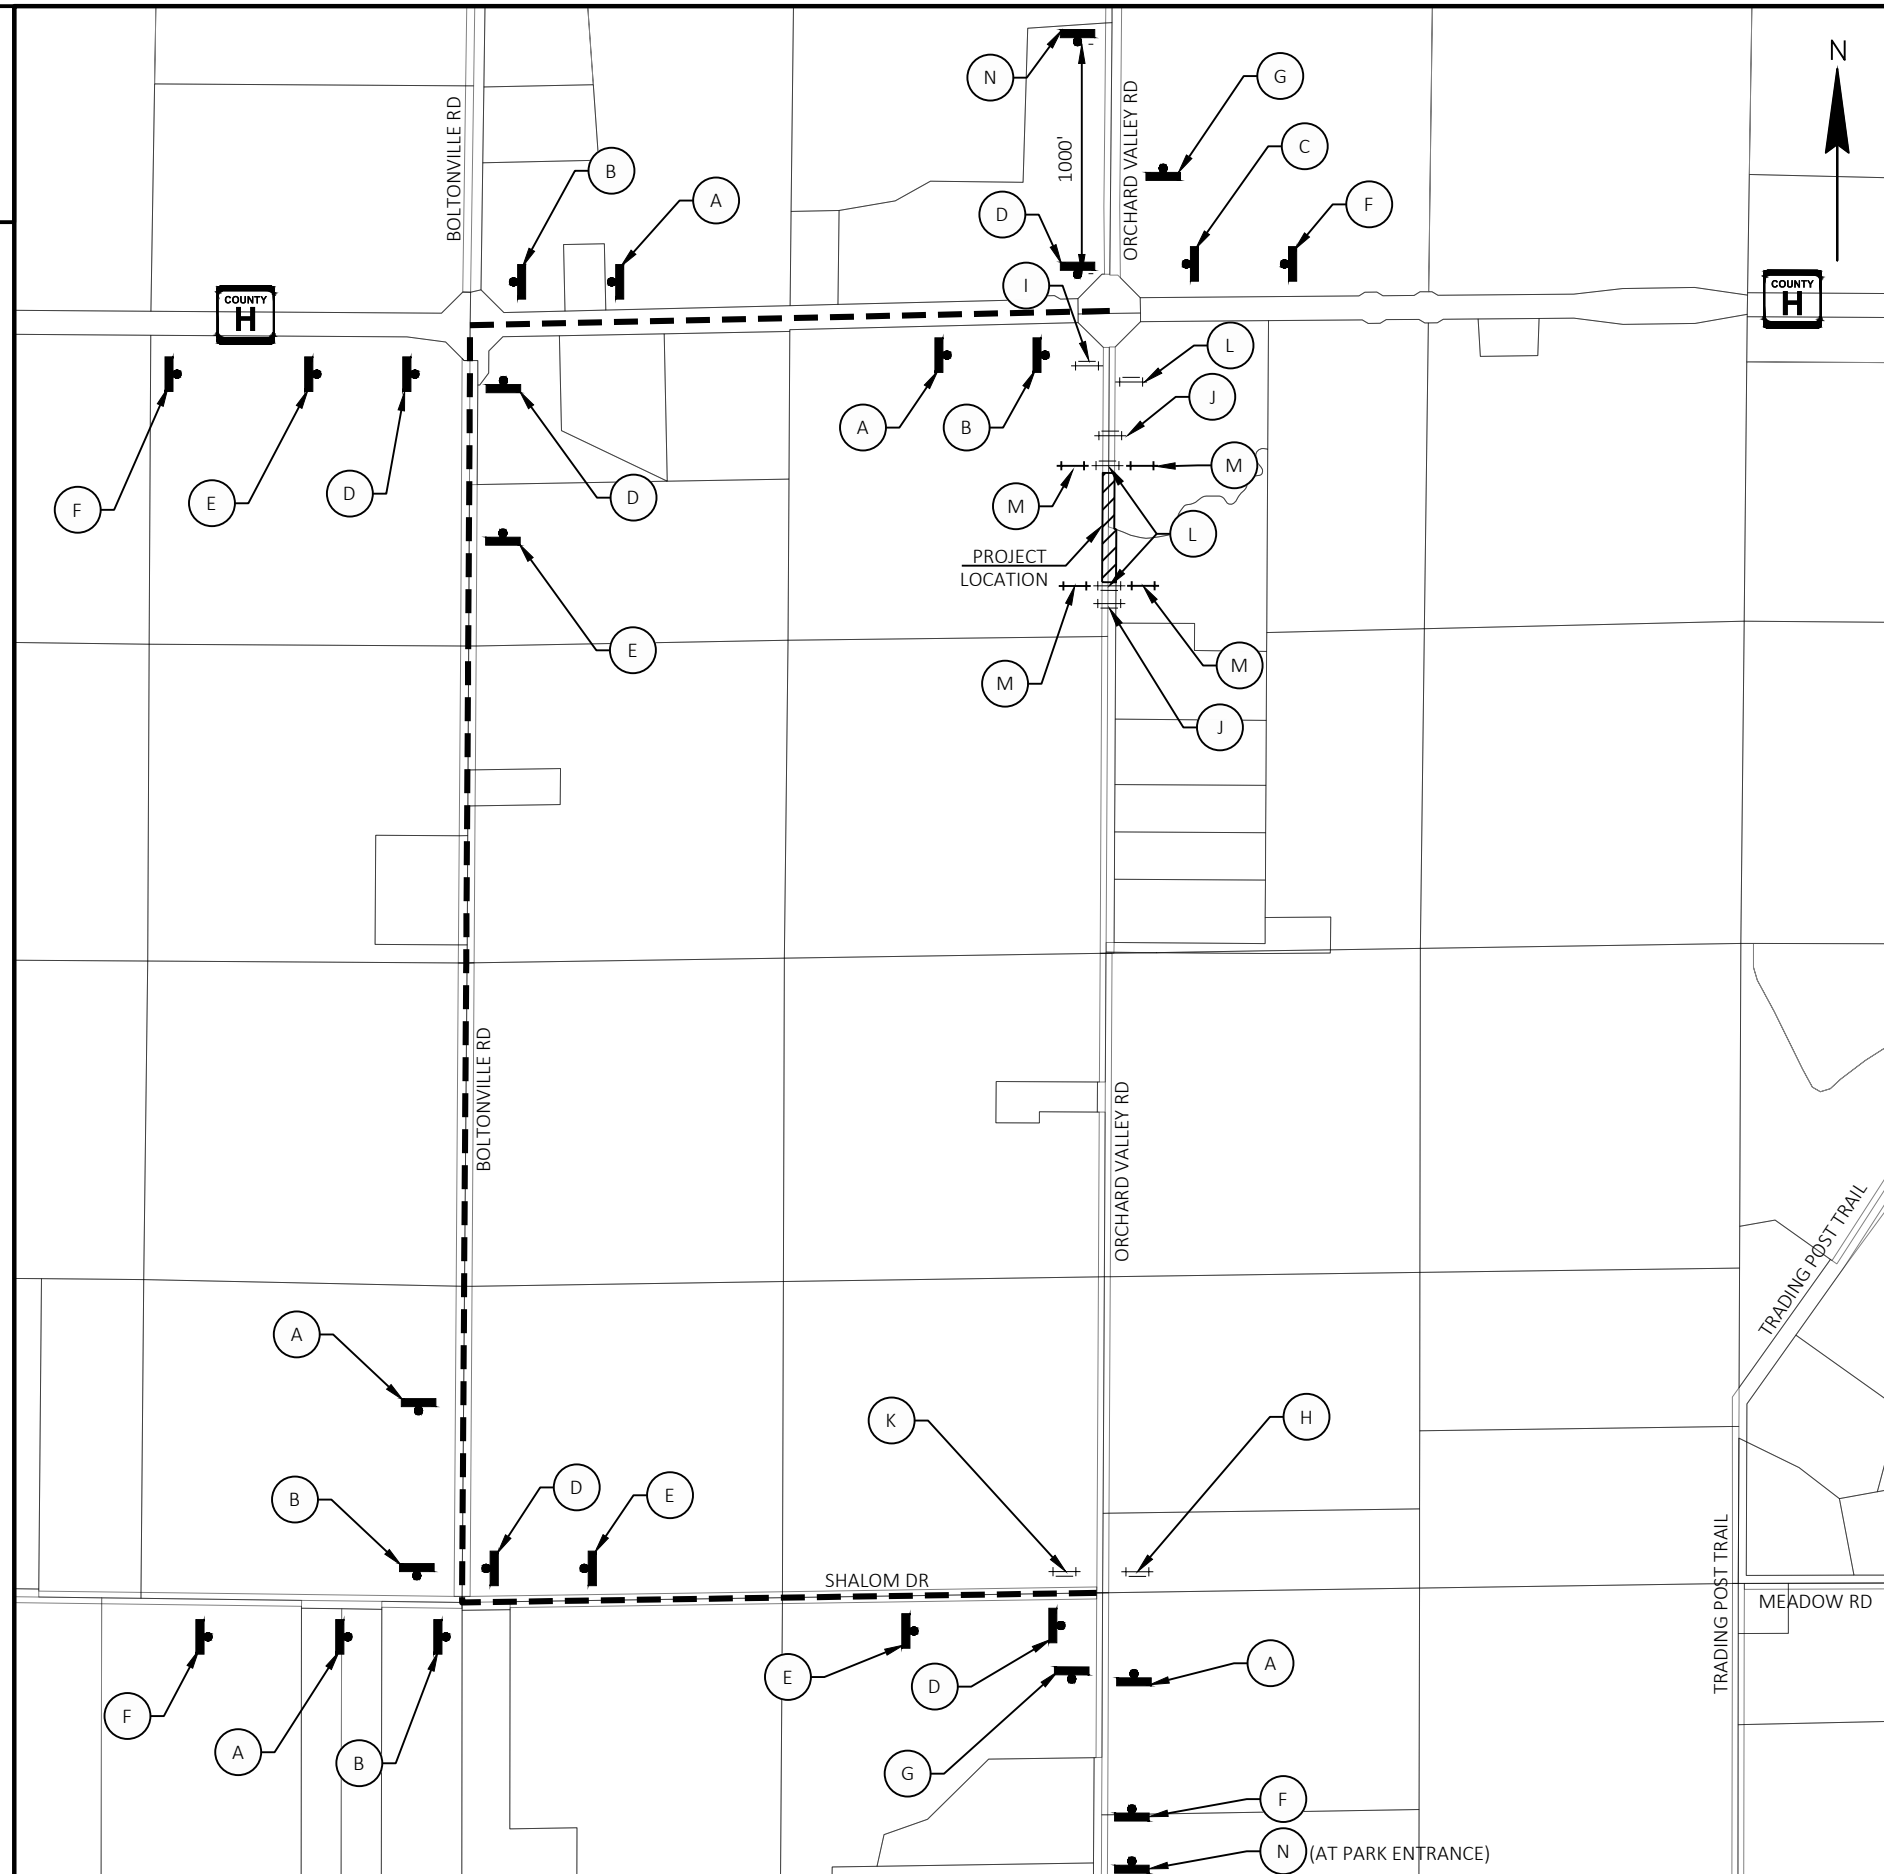 N
N
G
BOLTONVILLE RD
ORCHARD VALLEY RD
1000'
B
A
C
D
F
I
COUNTY
H
COUNTY
H
L
J
A
B
M
F
E
D
D
M
L
PROJECT
LOCATION
E
M
M
J
BOLTONVILLE RD
ORCHARD VALLEY RD
TRADING POST TRAIL
A
K
H
B
D
E
SHALOM DR
TRADING POST TRAIL
MEADOW RD
E
D
A
F
A
B
G
F
N (AT PARK ENTRANCE)